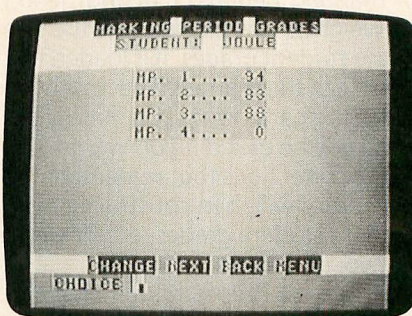 MARKING PERIOD GRADES
STUDENT: JOULE
MP. 1.... 94
MP. 2.... 83
MP. 3.... 88
MP. 4.... 0
CHANGE NEXT BACK MENU
CHOICE